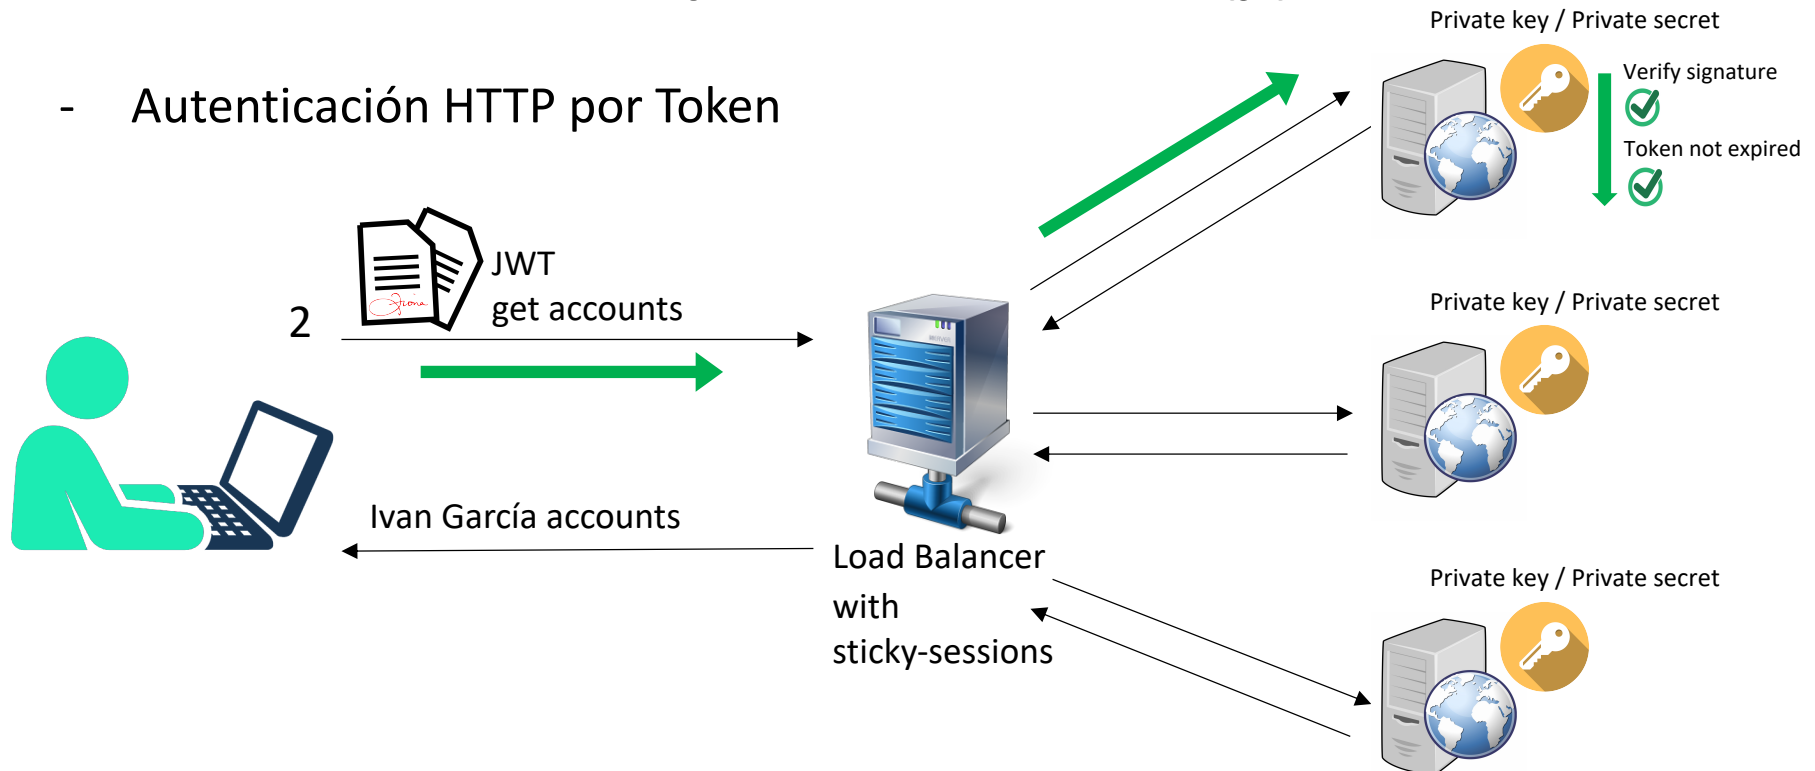 Private key / Private secret
- Autenticación HTTP por Token
Verify signature
Token not expired
JWT
get accounts
2
Private key / Private secret
Ivan García accounts
Load Balancer
with
sticky-sessions
Private key / Private secret